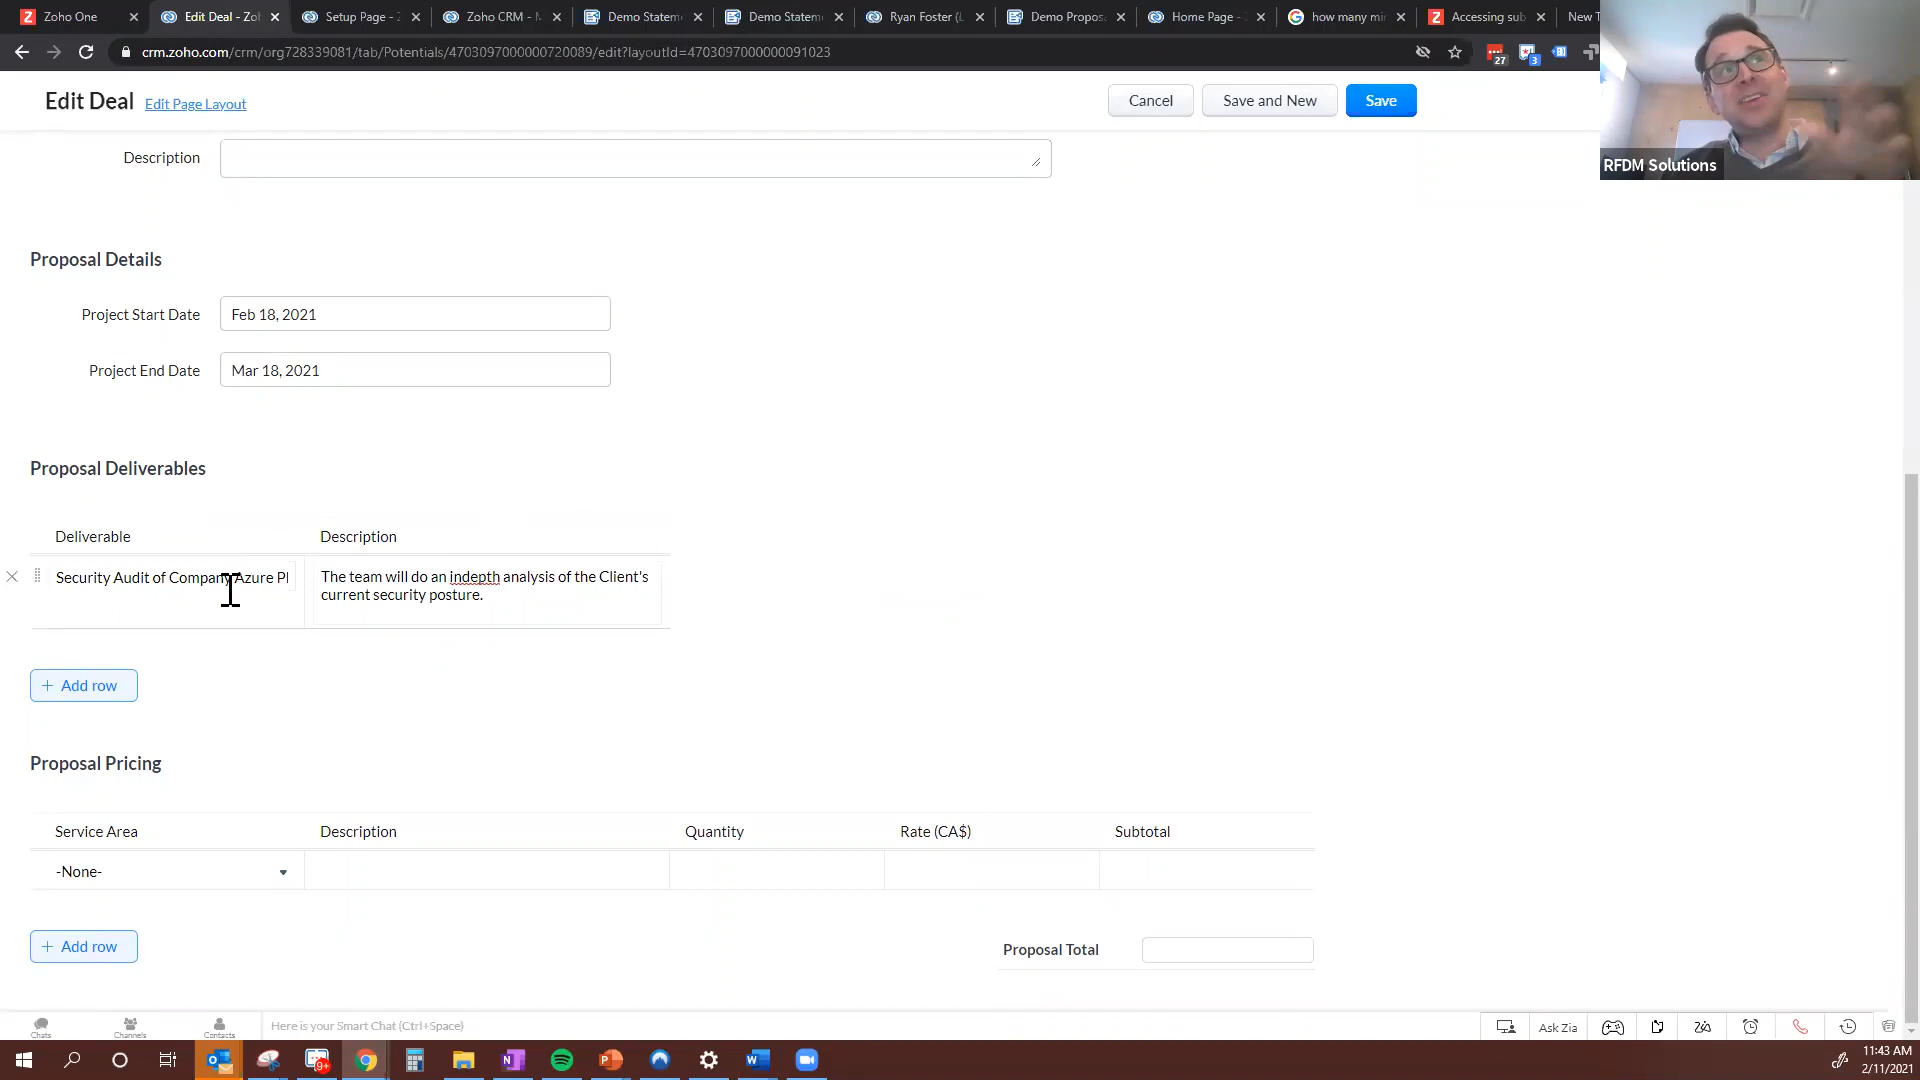 Zoho One
Edit Deal - Zoh
Setup Page - Z
Zoho CRM - M
Demo Statem
Demo Stateme
Ryan Foster (L
Demo Proposa
Home Page - Z
how many mi
Accessing sub
New T
crm.zoho.com/crm/org728339081/tab/Potentials/4703097000000720089/edit?layoutId=4703097000000091023
27
3
Edit Deal
Edit Page Layout
Cancel
Save and New
Save
RFDM Solutions
Description
Proposal Details
Project Start Date
Feb 18, 2021
Project End Date
Mar 18, 2021
Proposal Deliverables
Deliverable
Description
Security Audit of Company Azure Pl
The team will do an indepth analysis of the Client's
current security posture.
+ Add row
Proposal Pricing
Service Area
Description
Quantity
Rate (CA$)
Subtotal
-None-
+ Add row
Proposal Total
Chats
Channels
Contacts
Here is your Smart Chat (Ctrl+Space)
Ask Zia
9+
11:43 AM
2/11/2021